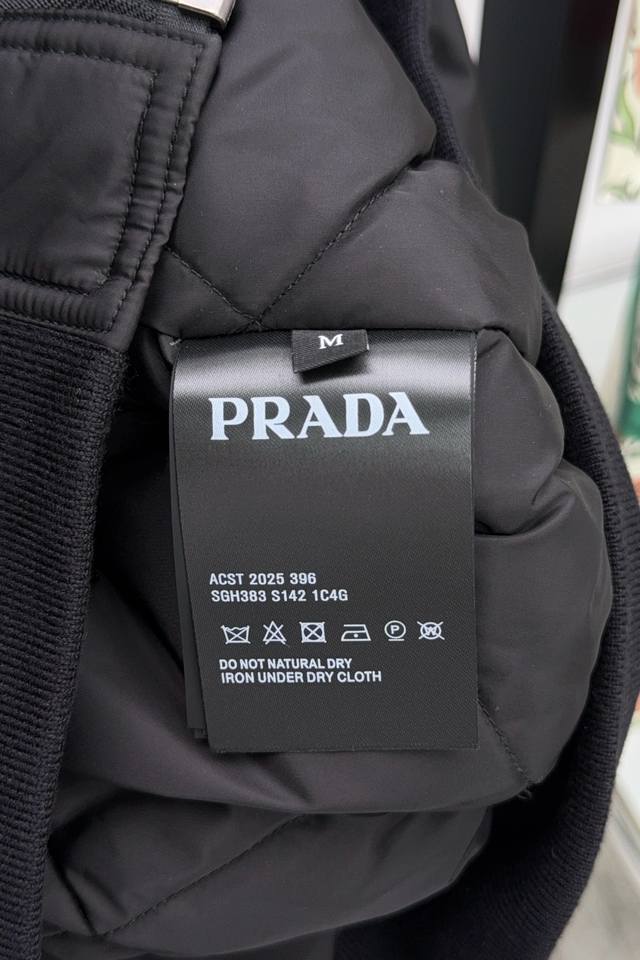 M
PRADA
ACST 2025 396
SGH383 S142 1C4G
P W
DO NOT NATURAL DRY
IRON UNDER DRY CLOTH